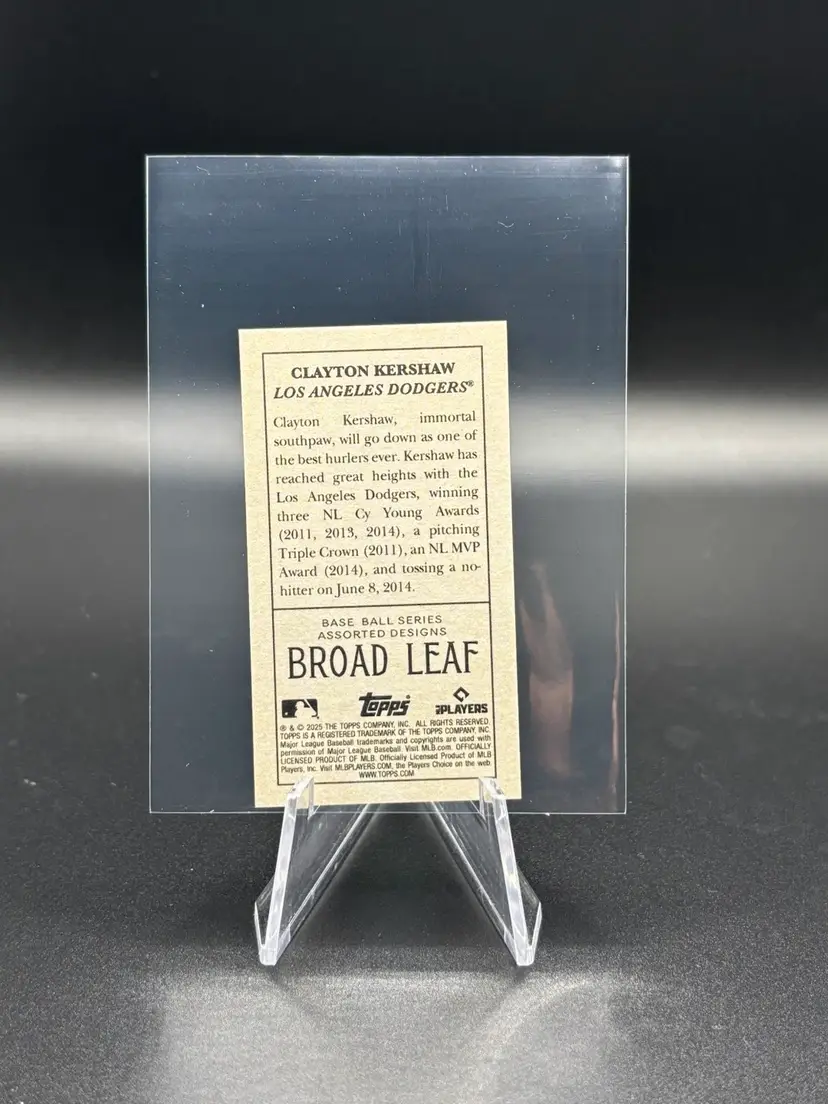 CLAYTON KERSHAW
LOS ANGELES DODGERS®
Clayton Kershaw, immortal
southpaw, will go down as one of
the best hurlers ever. Kershaw has
reached great heights with the
Los Angeles Dodgers, winning
three NL Cy Young Awards
(2011, 2013, 2014), a pitching
Triple Crown (2011), an NL MVP
Award (2014), and tossing a no-
hitter on June 8, 2014.
BASE BALL SERIES
ASSORTED DESIGNS
BROAD LEAF
topps® PLAYERS
® & © 2025 THE TOPPS COMPANY, INC. ALL RIGHTS RESERVED.
TOPPS IS A REGISTERED TRADEMARK OF THE TOPPS COMPANY, INC.
Major League Baseball trademarks and copyrights are used with
permission of Major League Baseball. Visit MLB.com. OFFICIALLY
LICENSED PRODUCT OF MLB. Officially Licensed Product of MLB
Players, Inc. Visit MLBPLAYERS.COM, the Players Choice on the web
WWW.TOPPS.COM